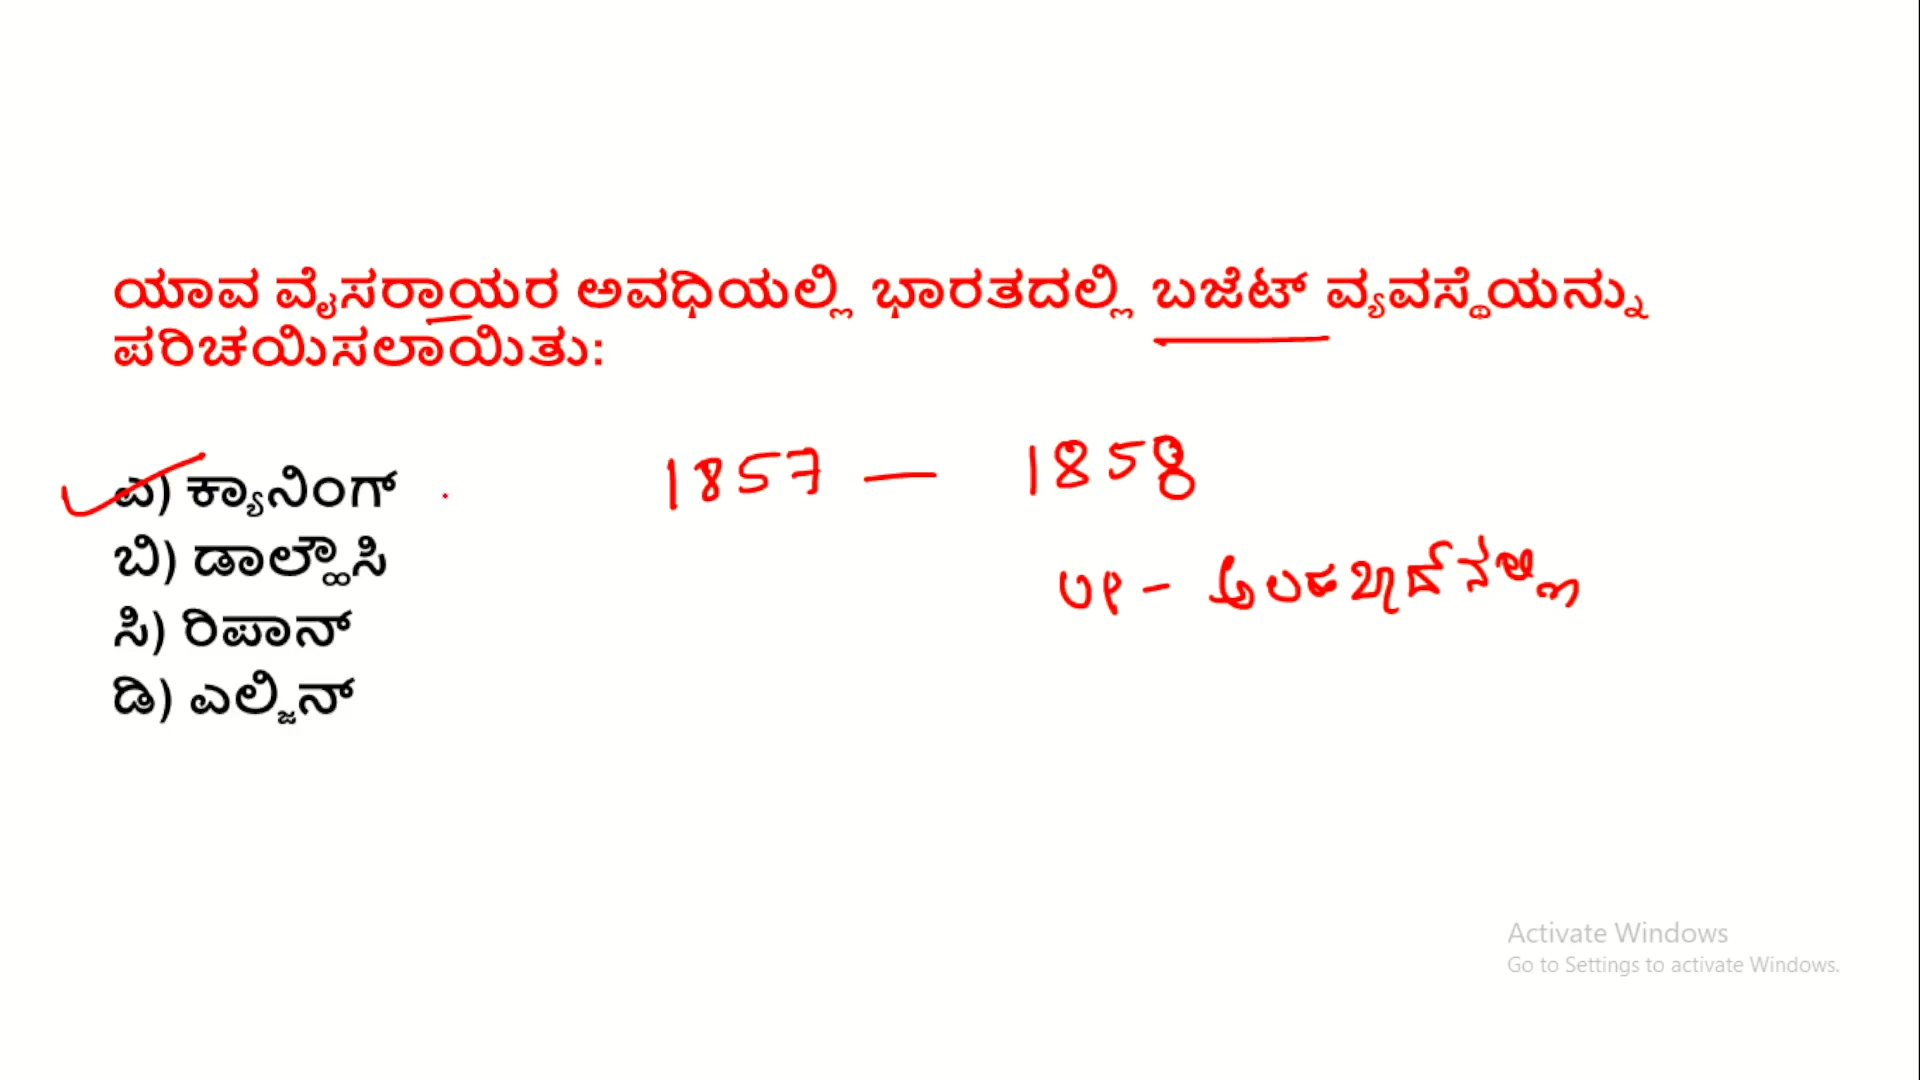 ಯಾವ ವೈಸರಾಯರ ಅವಧಿಯಲ್ಲಿ ಭಾರತದಲ್ಲಿ ಬಜೆಟ್ ವ್ಯವಸ್ಥೆಯನ್ನು
ಪರಿಚಯಿಸಲಾಯಿತು:
ಎ) ಕ್ಯಾನಿಂಗ್
1857 — 1858
ಬಿ) ಡಾಲ್ಹೌಸಿ
UP -
ಸಿ) ರಿಪಾನ್
ಡಿ) ಎಲ್ಜಿನ್
Activate Windows
Go to Settings to activate Windows.